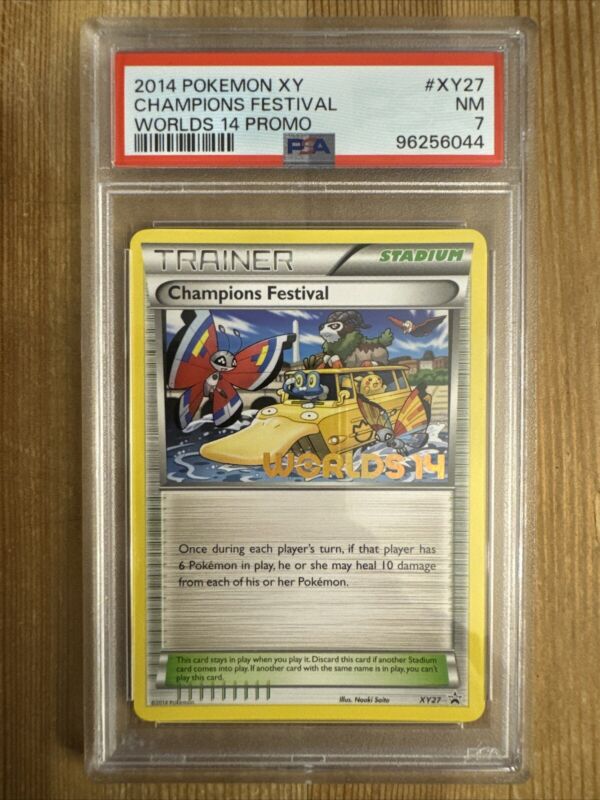 2014 POKEMON XY #XY27
CHAMPIONS FESTIVAL NM
WORLDS 14 PROMO 7
PSA 96256044
TRAINER STADIUM
Champions Festival
WORLDS 14
Once during each player's turn, if that player has
6 Pokémon in play, he or she may heal 10 damage
from each of his or her Pokémon.
This card stays in play when you play it. Discard this card if another Stadium
card comes into play. If another card with the same name is in play, you can't
play this card.
©2014 Pokémon Illus. Naoki Saito XY27
PSA